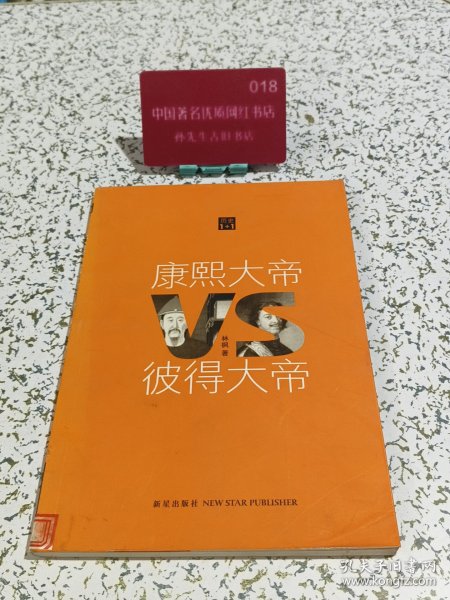 018
中国著名优质网红书店
孙先生古旧书店
历史
1+1
康熙大帝
VS
林枫 著
彼得大帝
新星出版社 NEW STAR PUBLISHER
孔夫子旧书网
www.kongfz.com